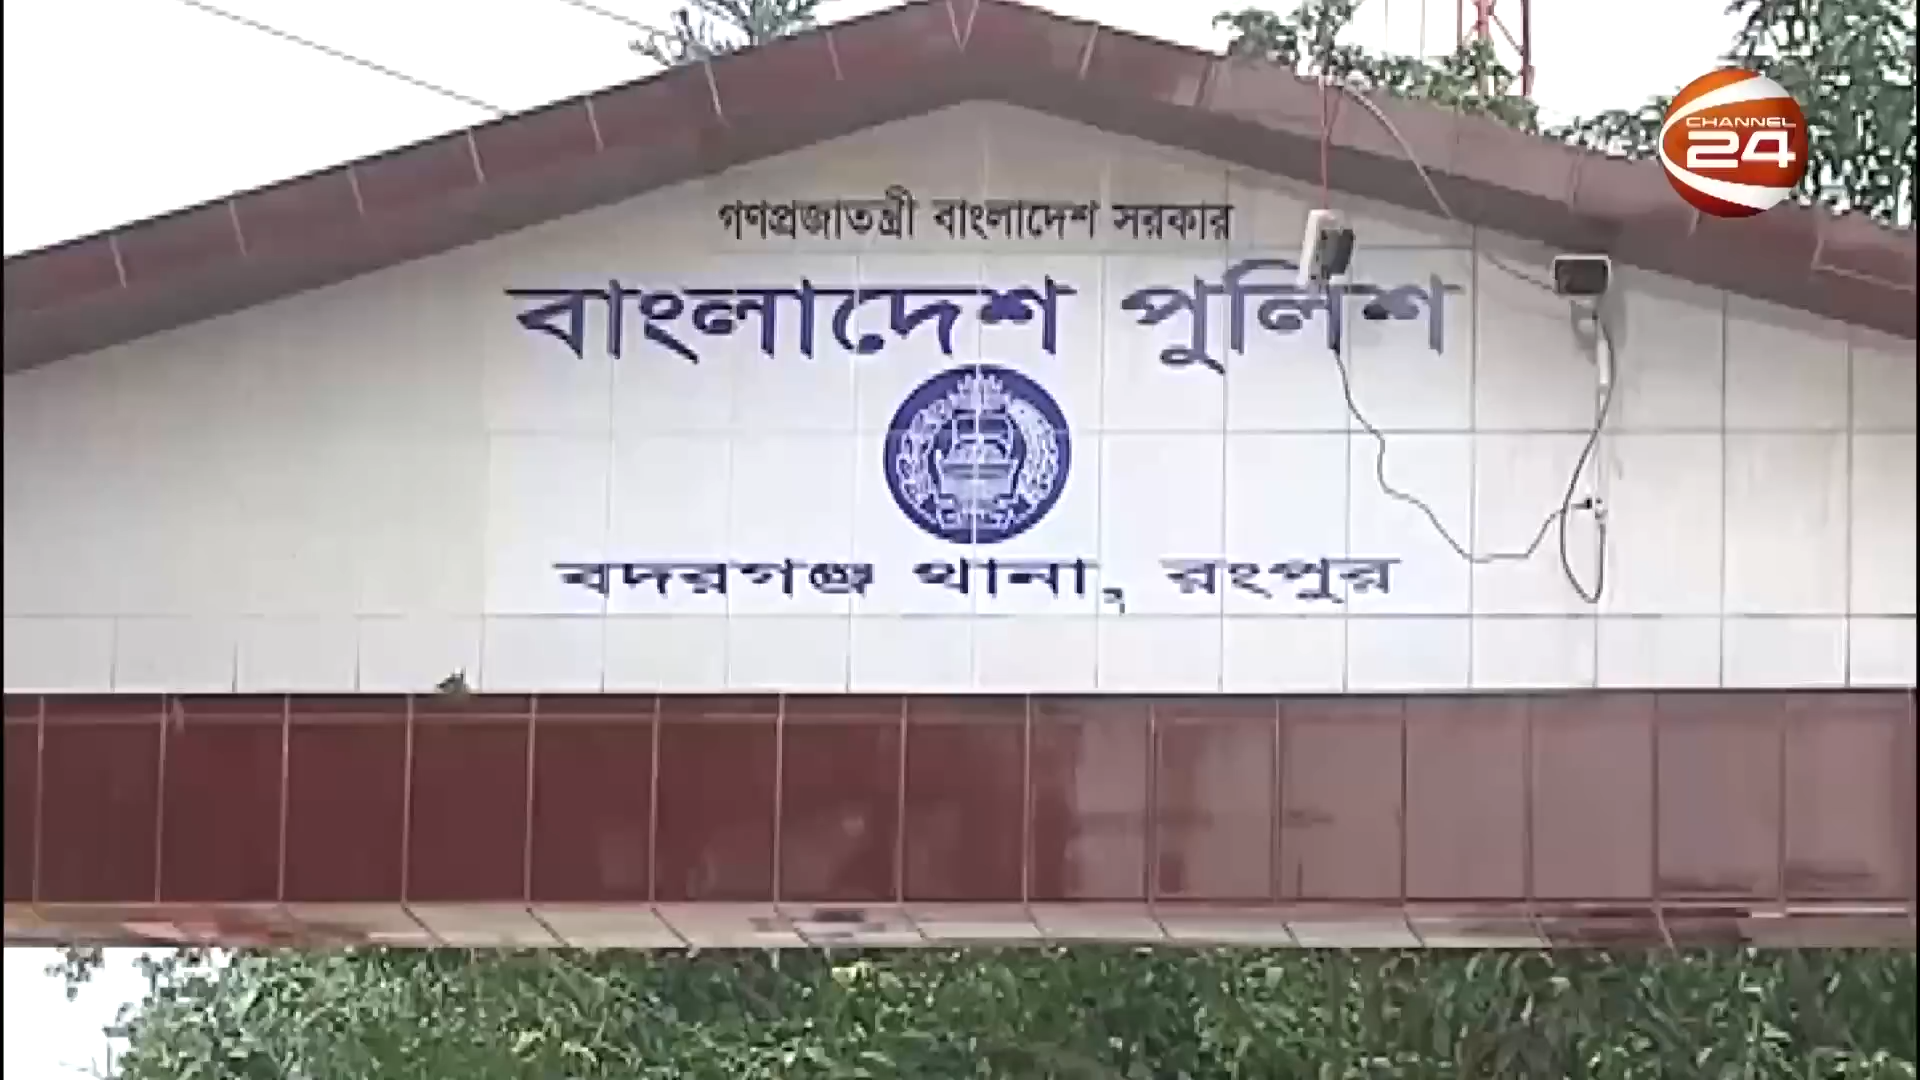 CHANNEL
24
গণপ্রজাতন্ত্রী বাংলাদেশ সরকার
বাংলাদেশ পুলিশ
বদরগঞ্জ থানা, রংপুর